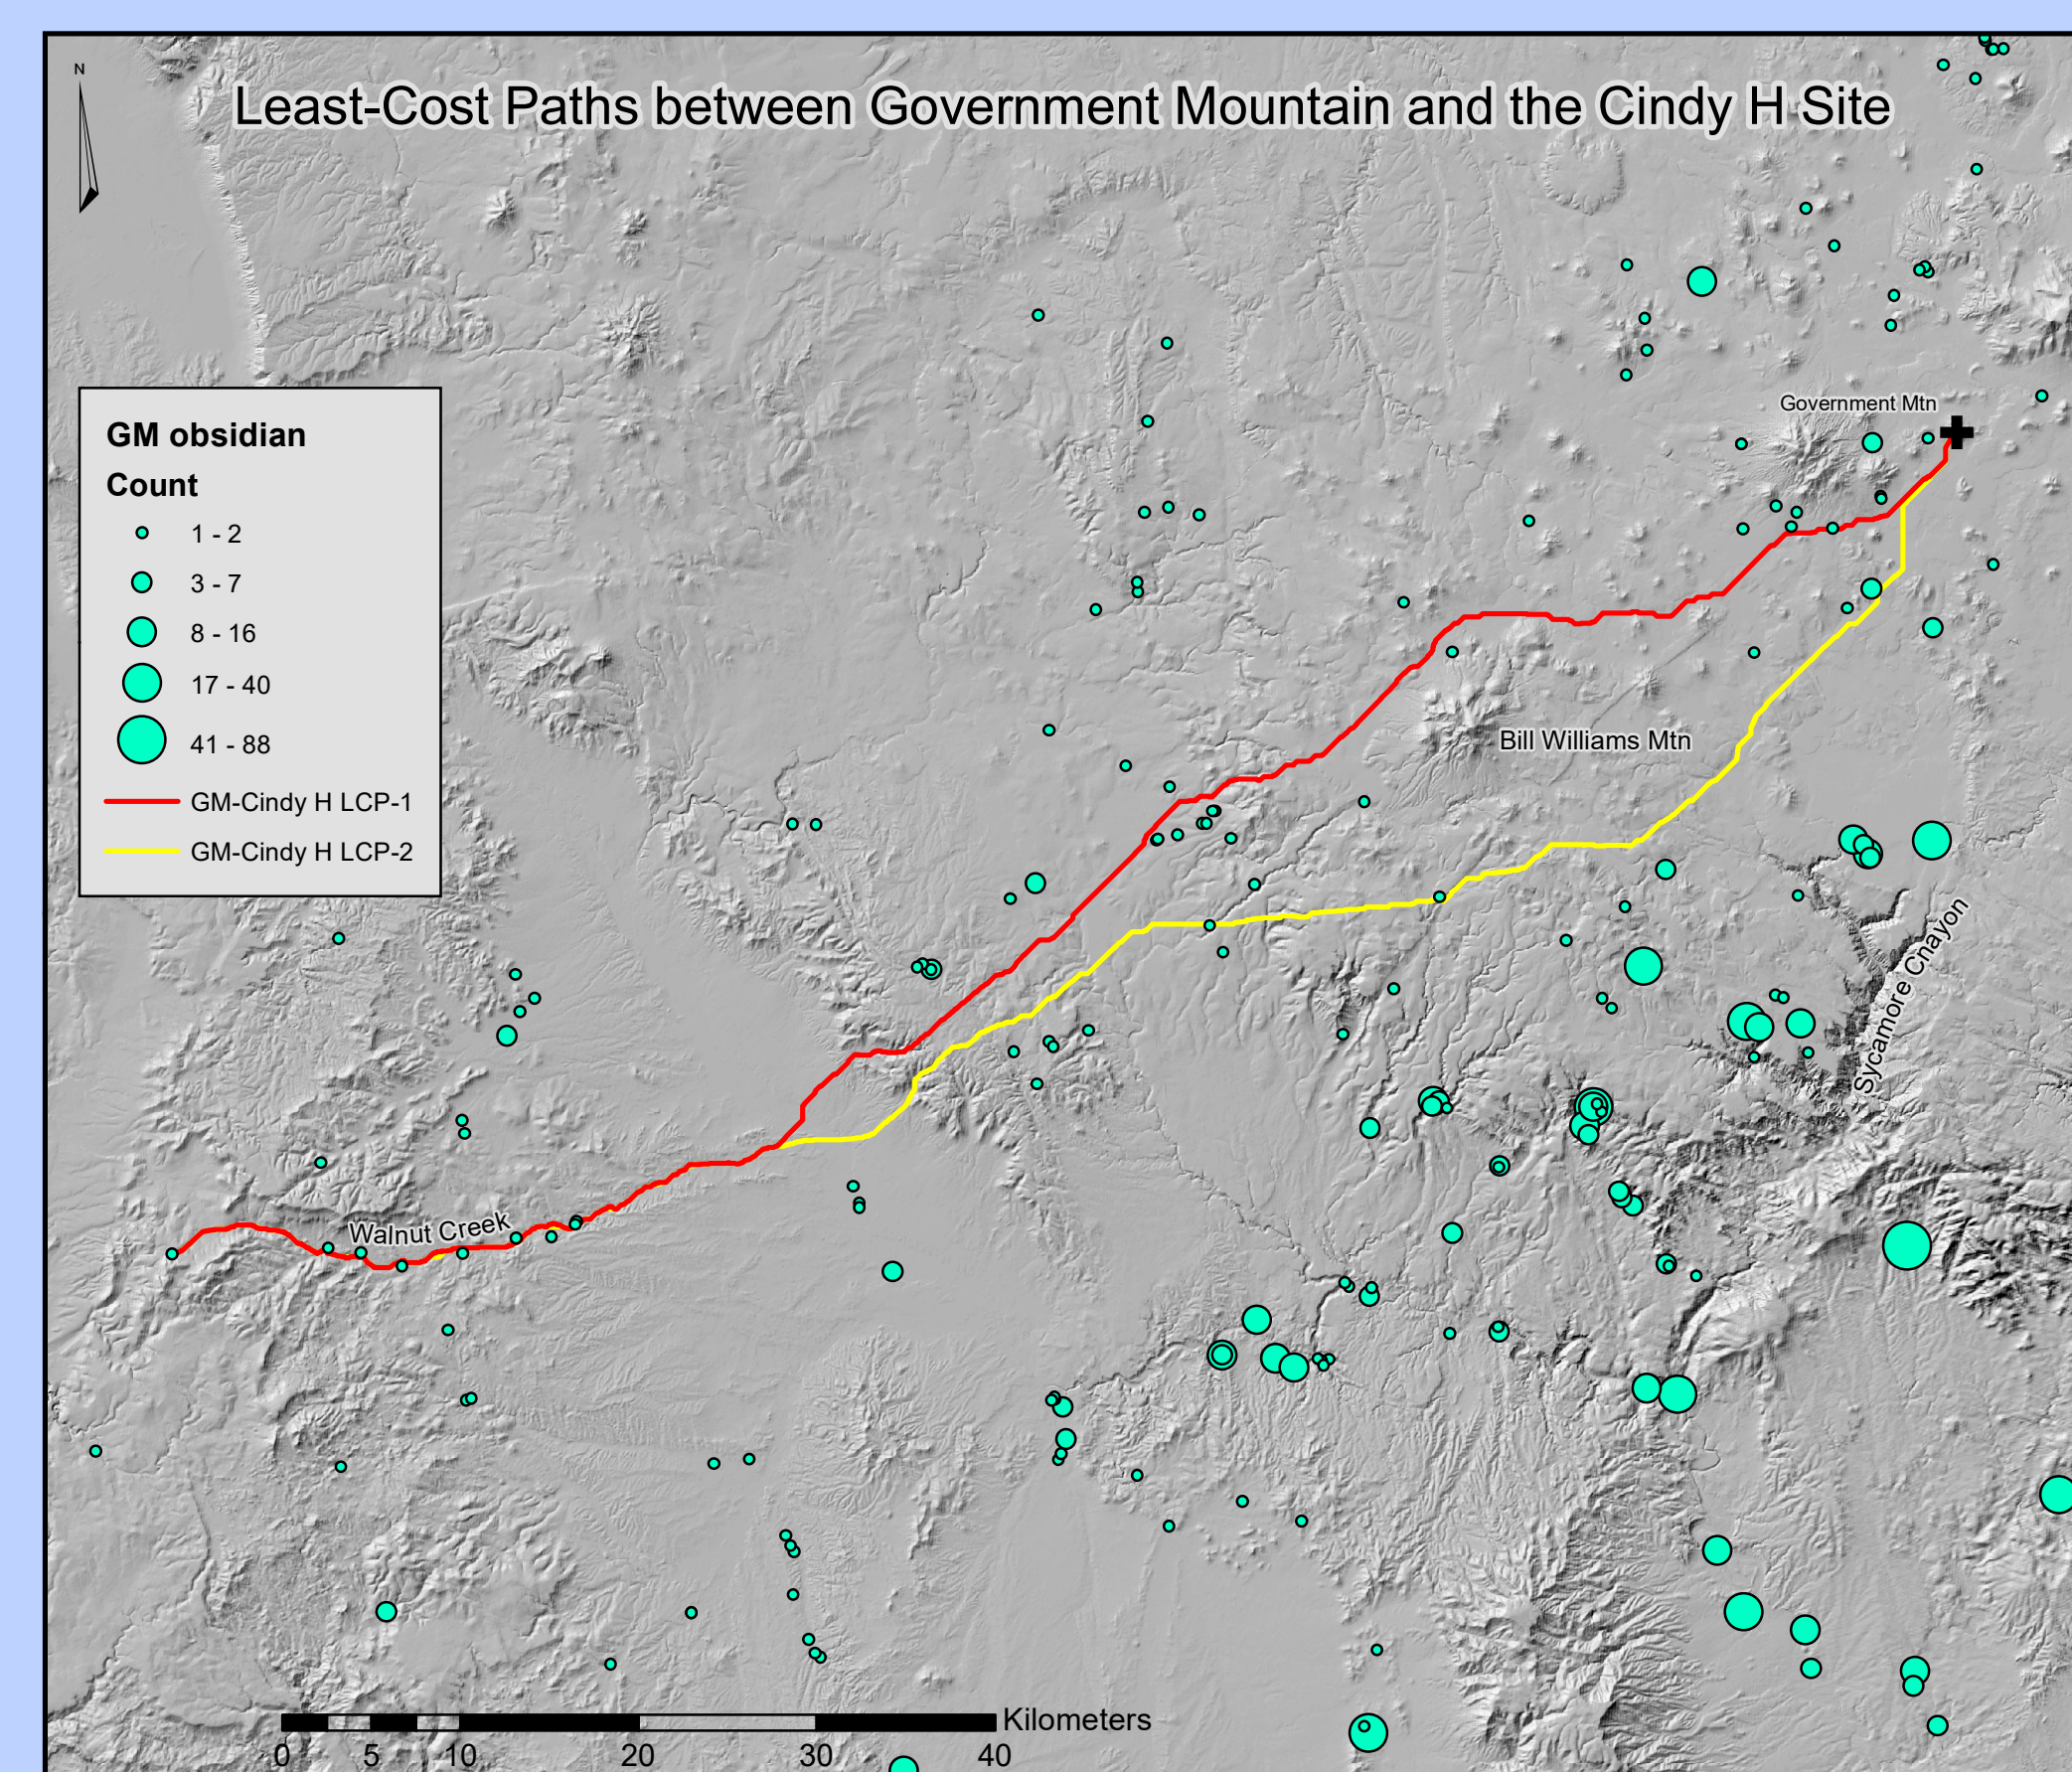 N
Least-Cost Paths between Government Mountain and the Cindy H Site
Government Mtn
GM obsidian
Count
1 - 2
3 - 7
8 - 16
17 - 40
41 - 88
GM-Cindy H LCP-1
GM-Cindy H LCP-2
Bill Williams Mtn
Sycamore Cnayon
Walnut Creek
Kilometers
0 5 10 20 30 40